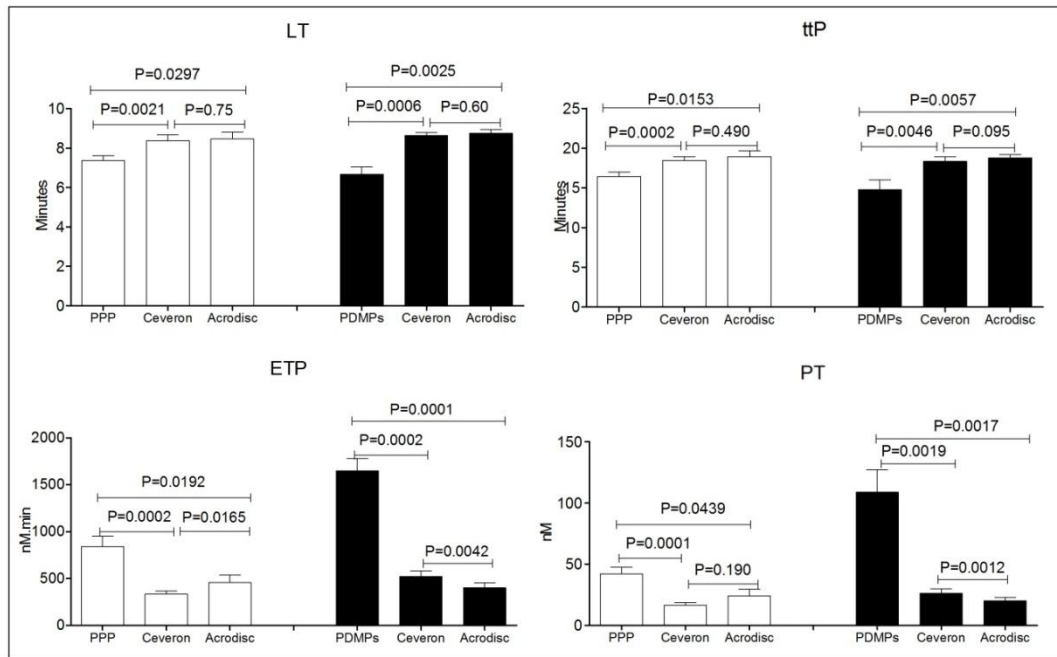 LT
P=0.0297
P=0.0021
P=0.75
P=0.0025
P=0.0006
P=0.60
10
8
6
4
2
0
Minutes
PPP
Ceveron
Acrodisc
PDMPs
Ceveron
Acrodisc
ttP
P=0.0153
P=0.0002
P=0.490
P=0.0057
P=0.0046
P=0.095
25
20
15
10
5
0
Minutes
PPP
Ceveron
Acrodisc
PDMPs
Ceveron
Acrodisc
ETP
P=0.0192
P=0.0002
P=0.0165
P=0.0001
P=0.0002
P=0.0042
2000
1500
1000
500
0
nM.min
PPP
Ceveron
Acrodisc
PDMPs
Ceveron
Acrodisc
PT
P=0.0439
P=0.0001
P=0.190
P=0.0017
P=0.0019
P=0.0012
150
100
50
0
nM
PPP
Ceveron
Acrodisc
PDMPs
Ceveron
Acrodisc